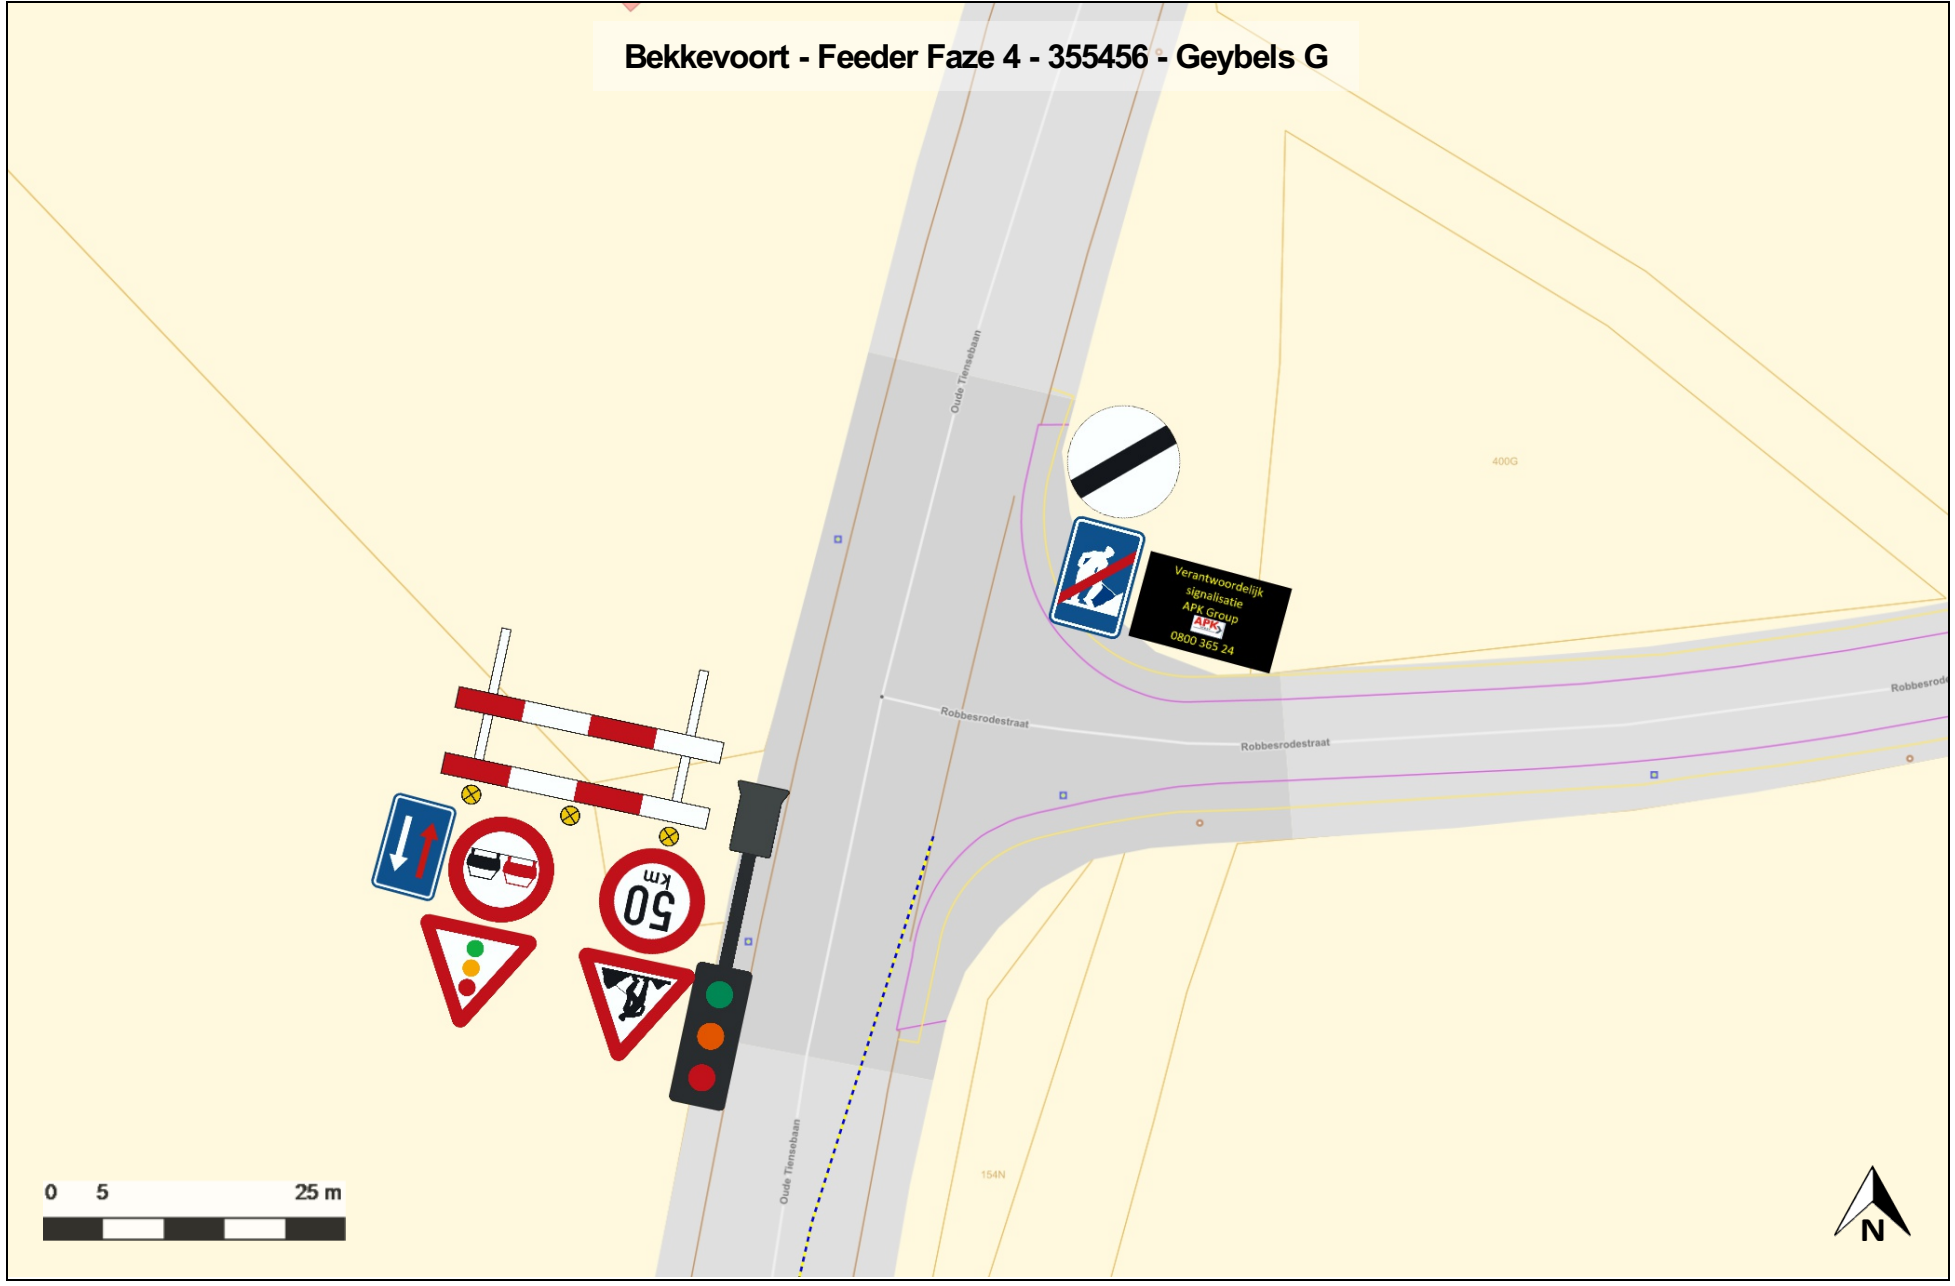 Bekkevoort - Feeder Faze 4 - 355456 - Geybels G
Oude Tiensebaan
400G
Verantwoordelijk
signalisatie
APK Group
APK
0800 365 24
Robbesrodestraat
Robbesrodestraat
Robbesrode
50
km
Oude Tiensebaan
154N
0 5 25 m
N